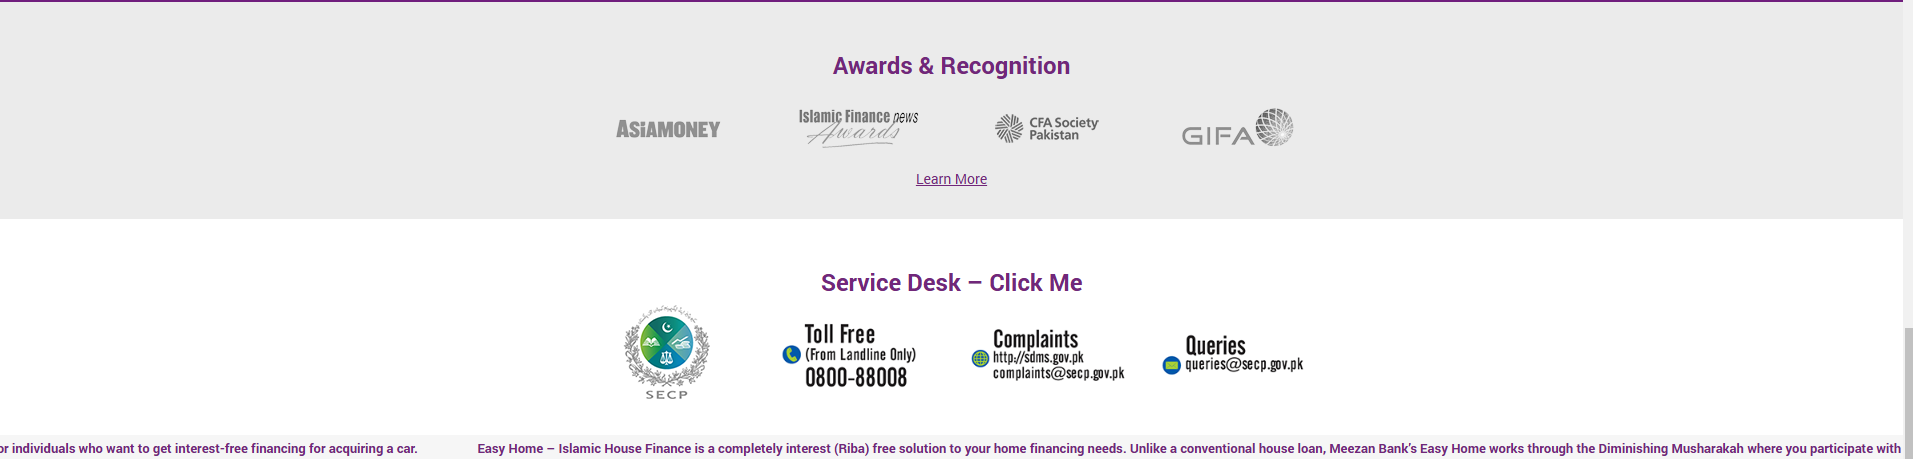 Awards & Recognition
ASiAMONEY
Islamic Finance news
Awards
CFA Society
Pakistan
GIFA
Learn More
Service Desk – Click Me
SECP
Toll Free
(From Landline Only)
0800-88008
Complaints
http://sdms.gov.pk
complaints@secp.gov.pk
Queries
queries@secp.gov.pk
or individuals who want to get interest-free financing for acquiring a car.
Easy Home – Islamic House Finance is a completely interest (Riba) free solution to your home financing needs. Unlike a conventional house loan, Meezan Bank's Easy Home works through the Diminishing Musharakah where you participate with